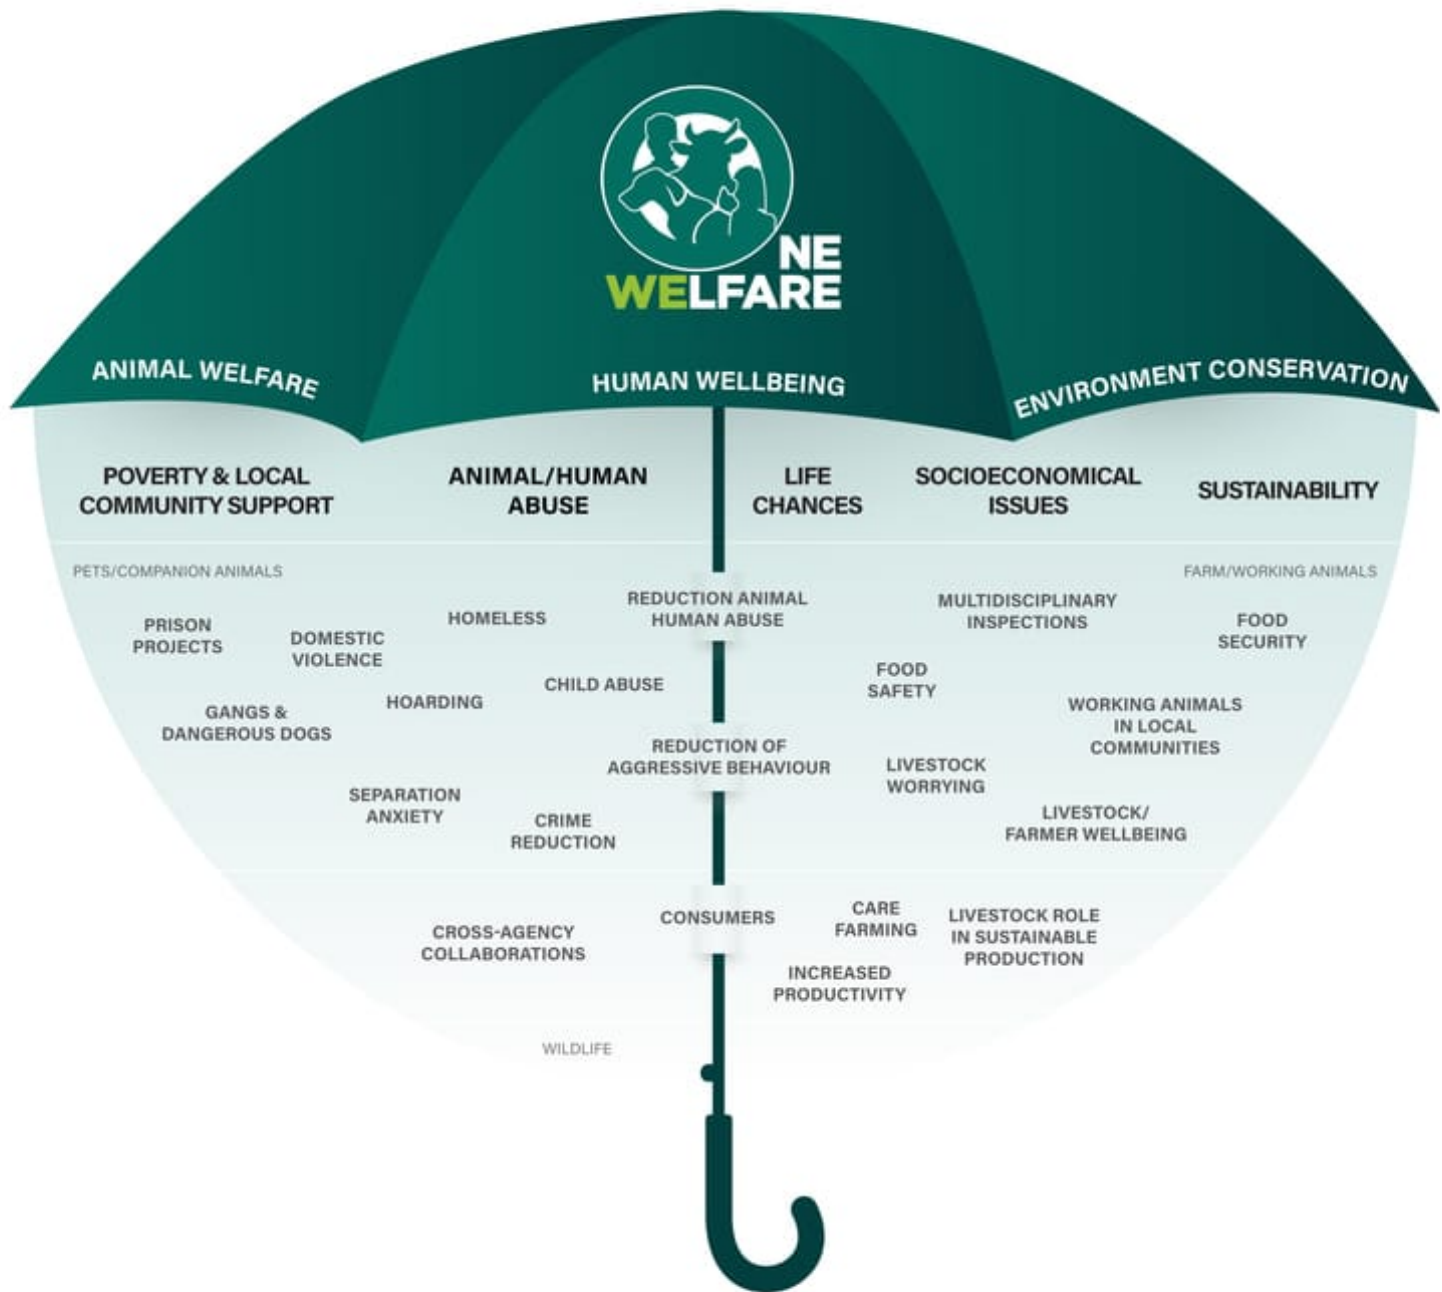 NE
WELFARE
ANIMAL WELFARE
HUMAN WELLBEING
ENVIRONMENT CONSERVATION
POVERTY & LOCAL
COMMUNITY SUPPORT
ANIMAL/HUMAN
ABUSE
LIFE
CHANCES
SOCIOECONOMICAL
ISSUES
SUSTAINABILITY
PETS/COMPANION ANIMALS
FARM/WORKING ANIMALS
PRISON
PROJECTS
DOMESTIC
VIOLENCE
HOMELESS
REDUCTION ANIMAL
HUMAN ABUSE
MULTIDISCIPLINARY
INSPECTIONS
FOOD
SECURITY
GANGS &
DANGEROUS DOGS
HOARDING
CHILD ABUSE
FOOD
SAFETY
WORKING ANIMALS
IN LOCAL
COMMUNITIES
REDUCTION OF
AGGRESSIVE BEHAVIOUR
LIVESTOCK
WORRYING
SEPARATION
ANXIETY
CRIME
REDUCTION
LIVESTOCK/
FARMER WELLBEING
CROSS-AGENCY
COLLABORATIONS
CONSUMERS
CARE
FARMING
LIVESTOCK ROLE
IN SUSTAINABLE
PRODUCTION
INCREASED
PRODUCTIVITY
WILDLIFE